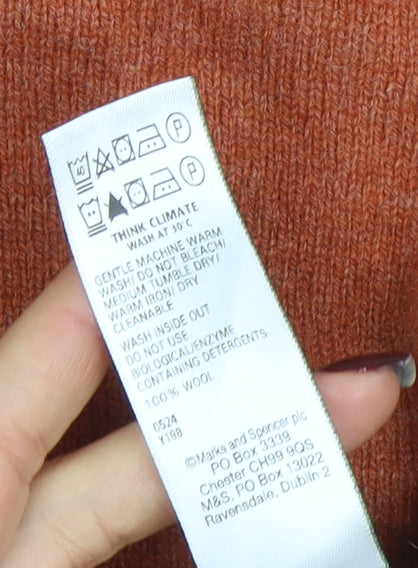 40 P
P
THINK CLIMATE
WASH AT 30°C
GENTLE MACHINE WARM
WASH/ DO NOT BLEACH/
MEDIUM TUMBLE DRY/
WARM IRON/ DRY
CLEANABLE
WASH INSIDE OUT
DO NOT USE
BIOLOGICAL/ENZYME
CONTAINING DETERGENTS
100% WOOL
0524
Y188
©Marks and Spencer plc
PO Box 3339
Chester CH99 9QS
M&S, PO Box 13022
Ravensdale, Dublin 2